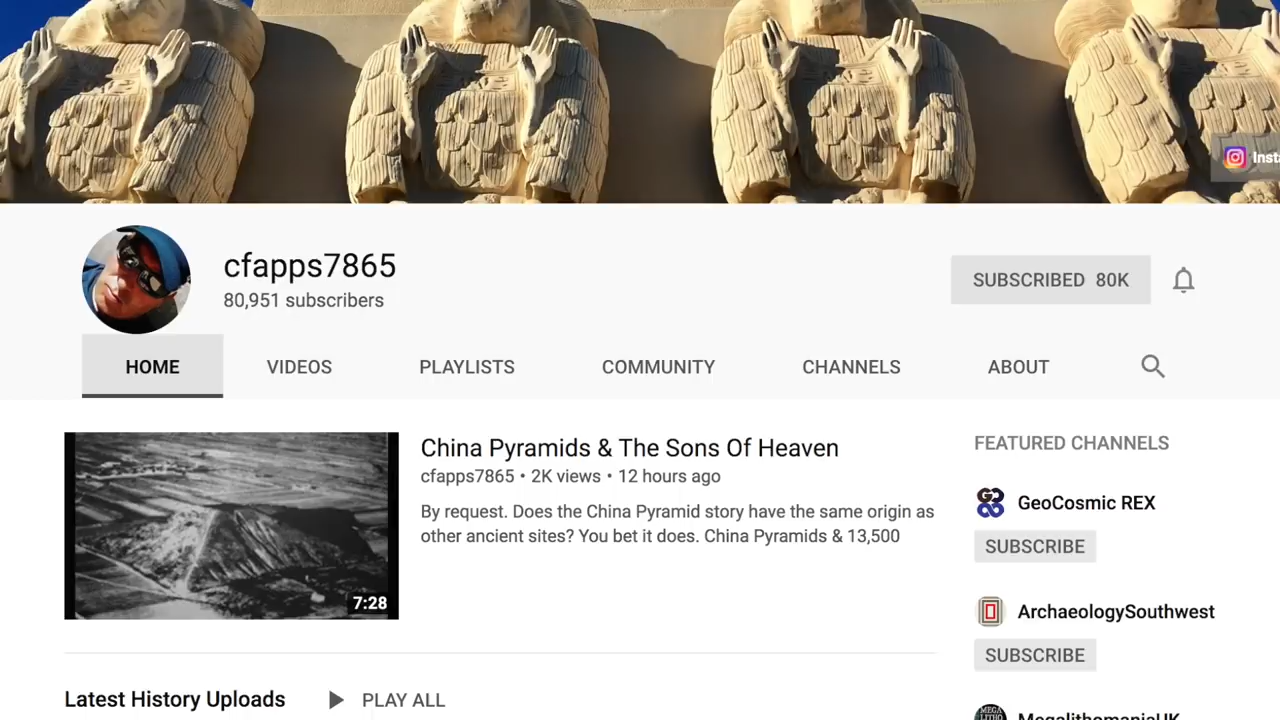 Insta
cfapps7865
80,951 subscribers
SUBSCRIBED 80K
HOME
VIDEOS
PLAYLISTS
COMMUNITY
CHANNELS
ABOUT
7:28
China Pyramids & The Sons Of Heaven
cfapps7865 • 2K views • 12 hours ago
By request. Does the China Pyramid story have the same origin as
other ancient sites? You bet it does. China Pyramids & 13,500
FEATURED CHANNELS
GeoCosmic REX
SUBSCRIBE
ArchaeologySouthwest
SUBSCRIBE
MegalithomaniaUK
Latest History Uploads
PLAY ALL